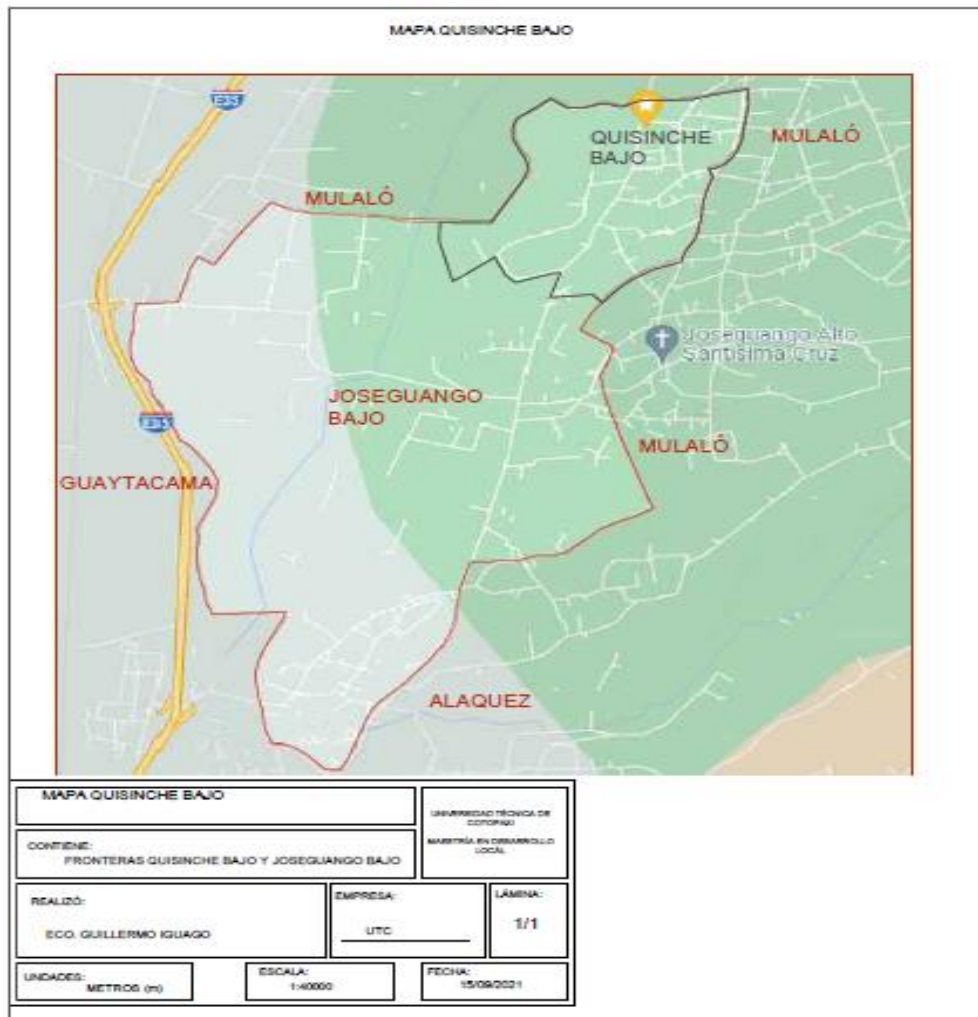 MAPA QUISINCHE BAJO
E35
QUISINCHE
BAJO
MULALÓ
MULALÓ
Joseguango Alto
Santisima Cruz
JOSEGUANGO
BAJO
E35
MULALÓ
GUAYTACAMA
ALAQUEZ
MAPA QUISINCHE BAJO
UNIVERSIDAD TÉCNICA DE
COTOPAXI
MAESTRÍA EN DESARROLLO
LOCAL
CONTIENE:
FRONTERAS QUISINCHE BAJO Y JOSEGUANGO BAJO
REALIZÓ:
ECO. GUILLERMO IGUAGO
EMPRESA:
UTC
LÁMINA:
1/1
UNIDADES:
METROS (m)
ESCALA:
1:40000
FECHA:
15/09/2021